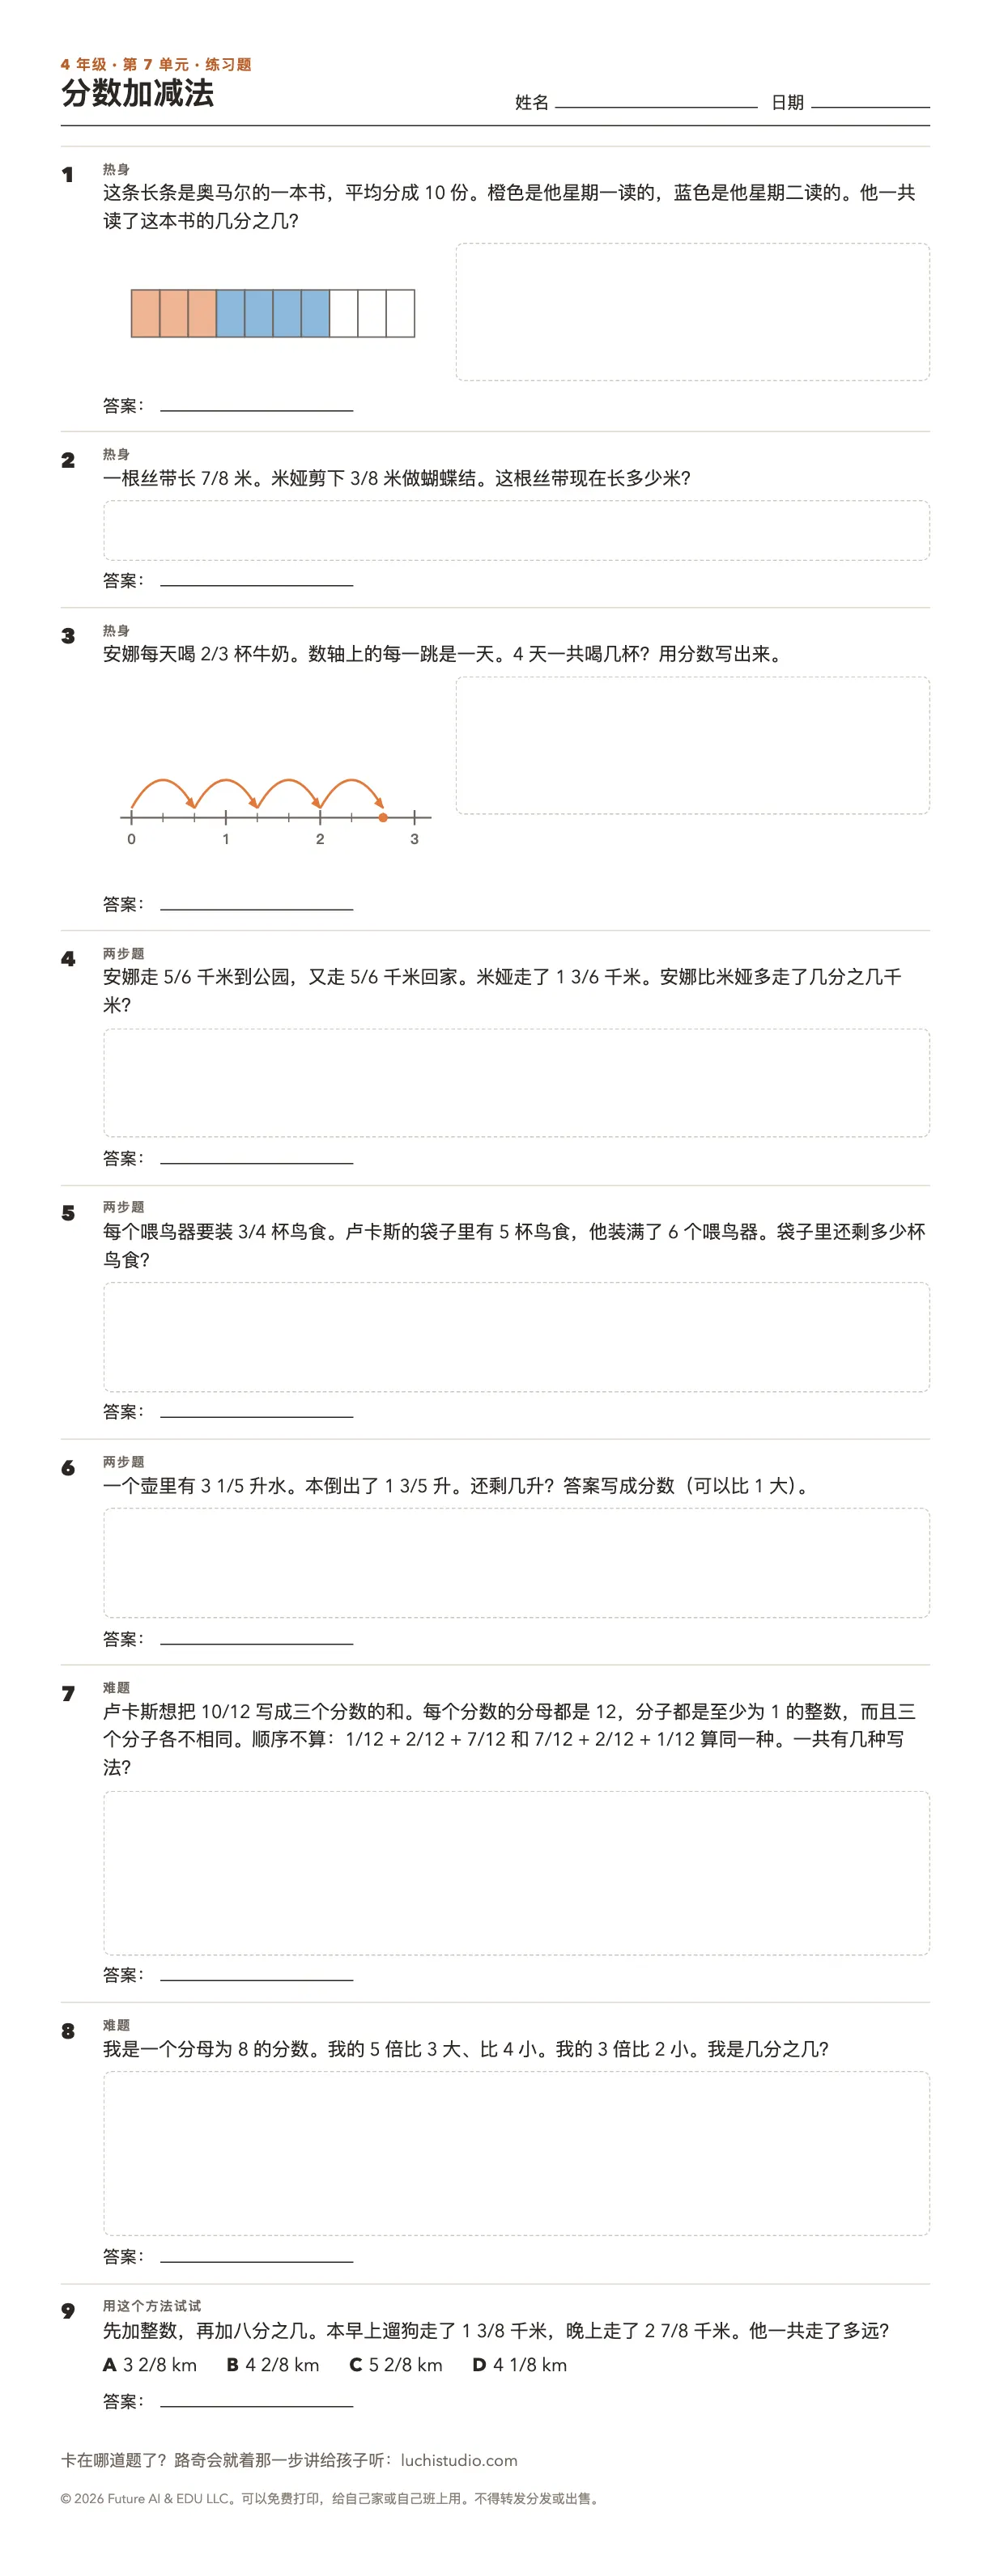 4 年级 · 第 7 单元 · 练习题
分数加减法
姓名 日期
1
热身
这条长条是奥马尔的一本书，平均分成 10 份。橙色是他星期一读的，蓝色是他星期二读的。他一共
读了这本书的几分之几？
答案：
2
热身
一根丝带长 7/8 米。米娅剪下 3/8 米做蝴蝶结。这根丝带现在长多少米？
答案：
3
热身
安娜每天喝 2/3 杯牛奶。数轴上的每一跳是一天。4 天一共喝几杯？用分数写出来。
0 1 2 3
答案：
4
两步题
安娜走 5/6 千米到公园，又走 5/6 千米回家。米娅走了 1 3/6 千米。安娜比米娅多走了几分之几千
米？
答案：
5
两步题
每个喂鸟器要装 3/4 杯鸟食。卢卡斯的袋子里有 5 杯鸟食，他装满了 6 个喂鸟器。袋子里还剩多少杯
鸟食？
答案：
6
两步题
一个壶里有 3 1/5 升水。本倒出了 1 3/5 升。还剩几升？答案写成分数（可以比 1 大）。
答案：
7
难题
卢卡斯想把 10/12 写成三个分数的和。每个分数的分母都是 12，分子都是至少为 1 的整数，而且三
个分子各不相同。顺序不算：1/12 + 2/12 + 7/12 和 7/12 + 2/12 + 1/12 算同一种。一共有几种写
法？
答案：
8
难题
我是一个分母为 8 的分数。我的 5 倍比 3 大、比 4 小。我的 3 倍比 2 小。我是几分之几？
答案：
9
用这个方法试试
先加整数，再加八分之几。本早上遛狗走了 1 3/8 千米，晚上走了 2 7/8 千米。他一共走了多远？
A 3 2/8 km B 4 2/8 km C 5 2/8 km D 4 1/8 km
答案：
卡在哪道题了？路奇会就着那一步讲给孩子听：luchistudio.com
© 2026 Future AI & EDU LLC。可以免费打印，给自己家或自己班上用。不得转发分发或出售。